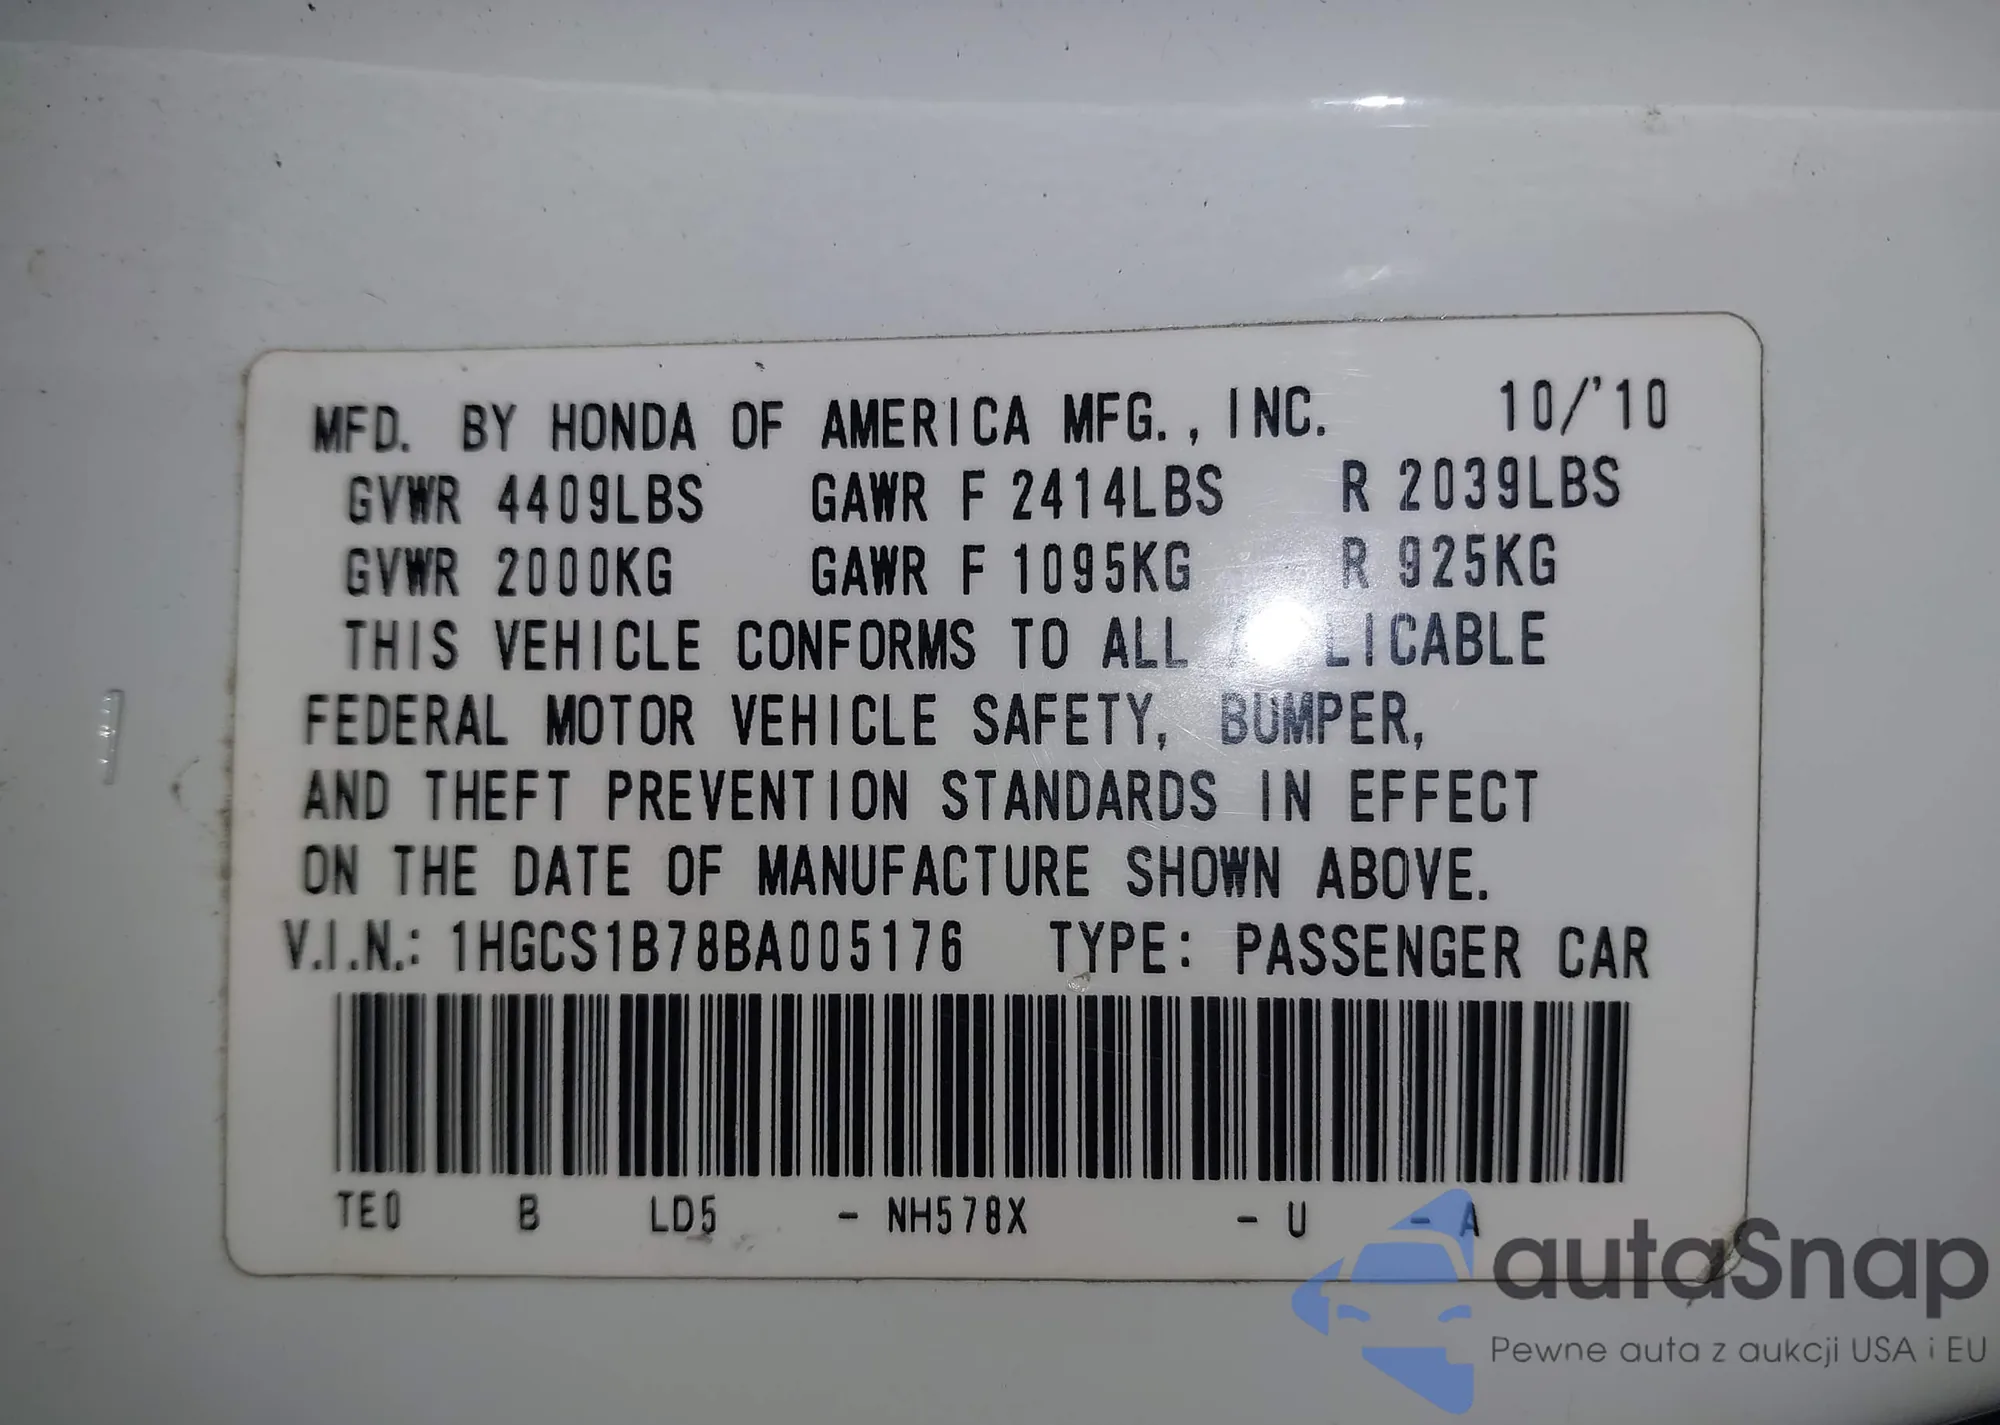 MFD. BY HONDA OF AMERICA MFG., INC. 10/'10
GVWR 4409LBS GAWR F 2414LBS R 2039LBS
GVWR 2000KG GAWR F 1095KG R 925KG
THIS VEHICLE CONFORMS TO ALL
FEDERAL MOTOR VEHICLE SAFETY, BUMPER,
AND THEFT PREVENTION STANDARDS IN EFFECT
ON THE DATE OF MANUFACTURE SHOWN ABOVE.
V.I.N.: 1HGCS1B78BA005176 TYPE: PASSENGER CAR
TE0 B LD5 - NH578X - U - A
autoSnap
Pewne auta z aukcji USA i EU